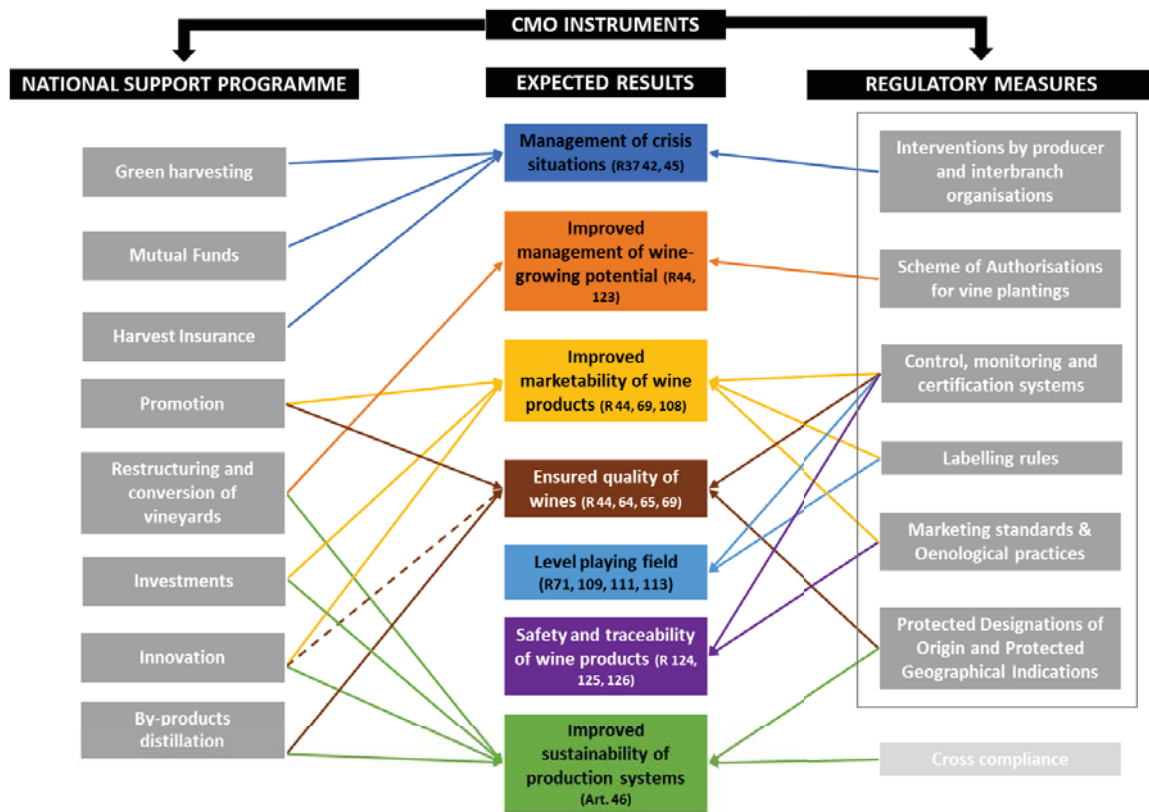 CMO INSTRUMENTS
NATIONAL SUPPORT PROGRAMME
EXPECTED RESULTS
REGULATORY MEASURES
Green harvesting
Mutual Funds
Harvest Insurance
Promotion
Restructuring and
conversion of
vineyards
Investments
Innovation
By-products
distillation
Management of crisis
situations (R37 42, 45)
Improved
management of wine-
growing potential (R44,
123)
Improved
marketability of wine
products (R 44, 69, 108)
Ensured quality of
wines (R 44, 64, 65, 69)
Level playing field
(R71, 109, 111, 113)
Safety and traceability
of wine products (R 124,
125, 126)
Improved
sustainability of
production systems
(Art. 46)
Interventions by producer
and interbranch
organisations
Scheme of Authorisations
for vine plantings
Control, monitoring and
certification systems
Labelling rules
Marketing standards &
Oenological practices
Protected Designations of
Origin and Protected
Geographical Indications
Cross compliance